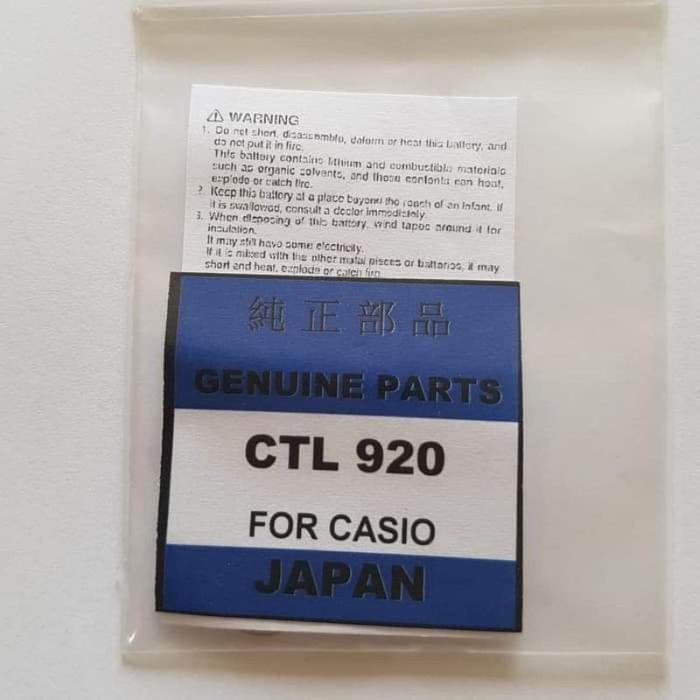 ⚠ WARNING
1. Do not short, disassemble, deform or heat this battery, and
do not put it in fire.
This battery contains lithium and combustible materials
such as organic solvents, and those contents can heat,
explode or catch fire.
2. Keep this battery at a place beyond the reach of an infant. If
it is swallowed, consult a doctor immediately.
3. When disposing of this battery, wind tapes around it for
insulation.
It may still have some electricity.
If it is mixed with the other metal pieces or batteries, it may
short and heat, explode or catch fire
純正部品
GENUINE PARTS
CTL 920
FOR CASIO
JAPAN